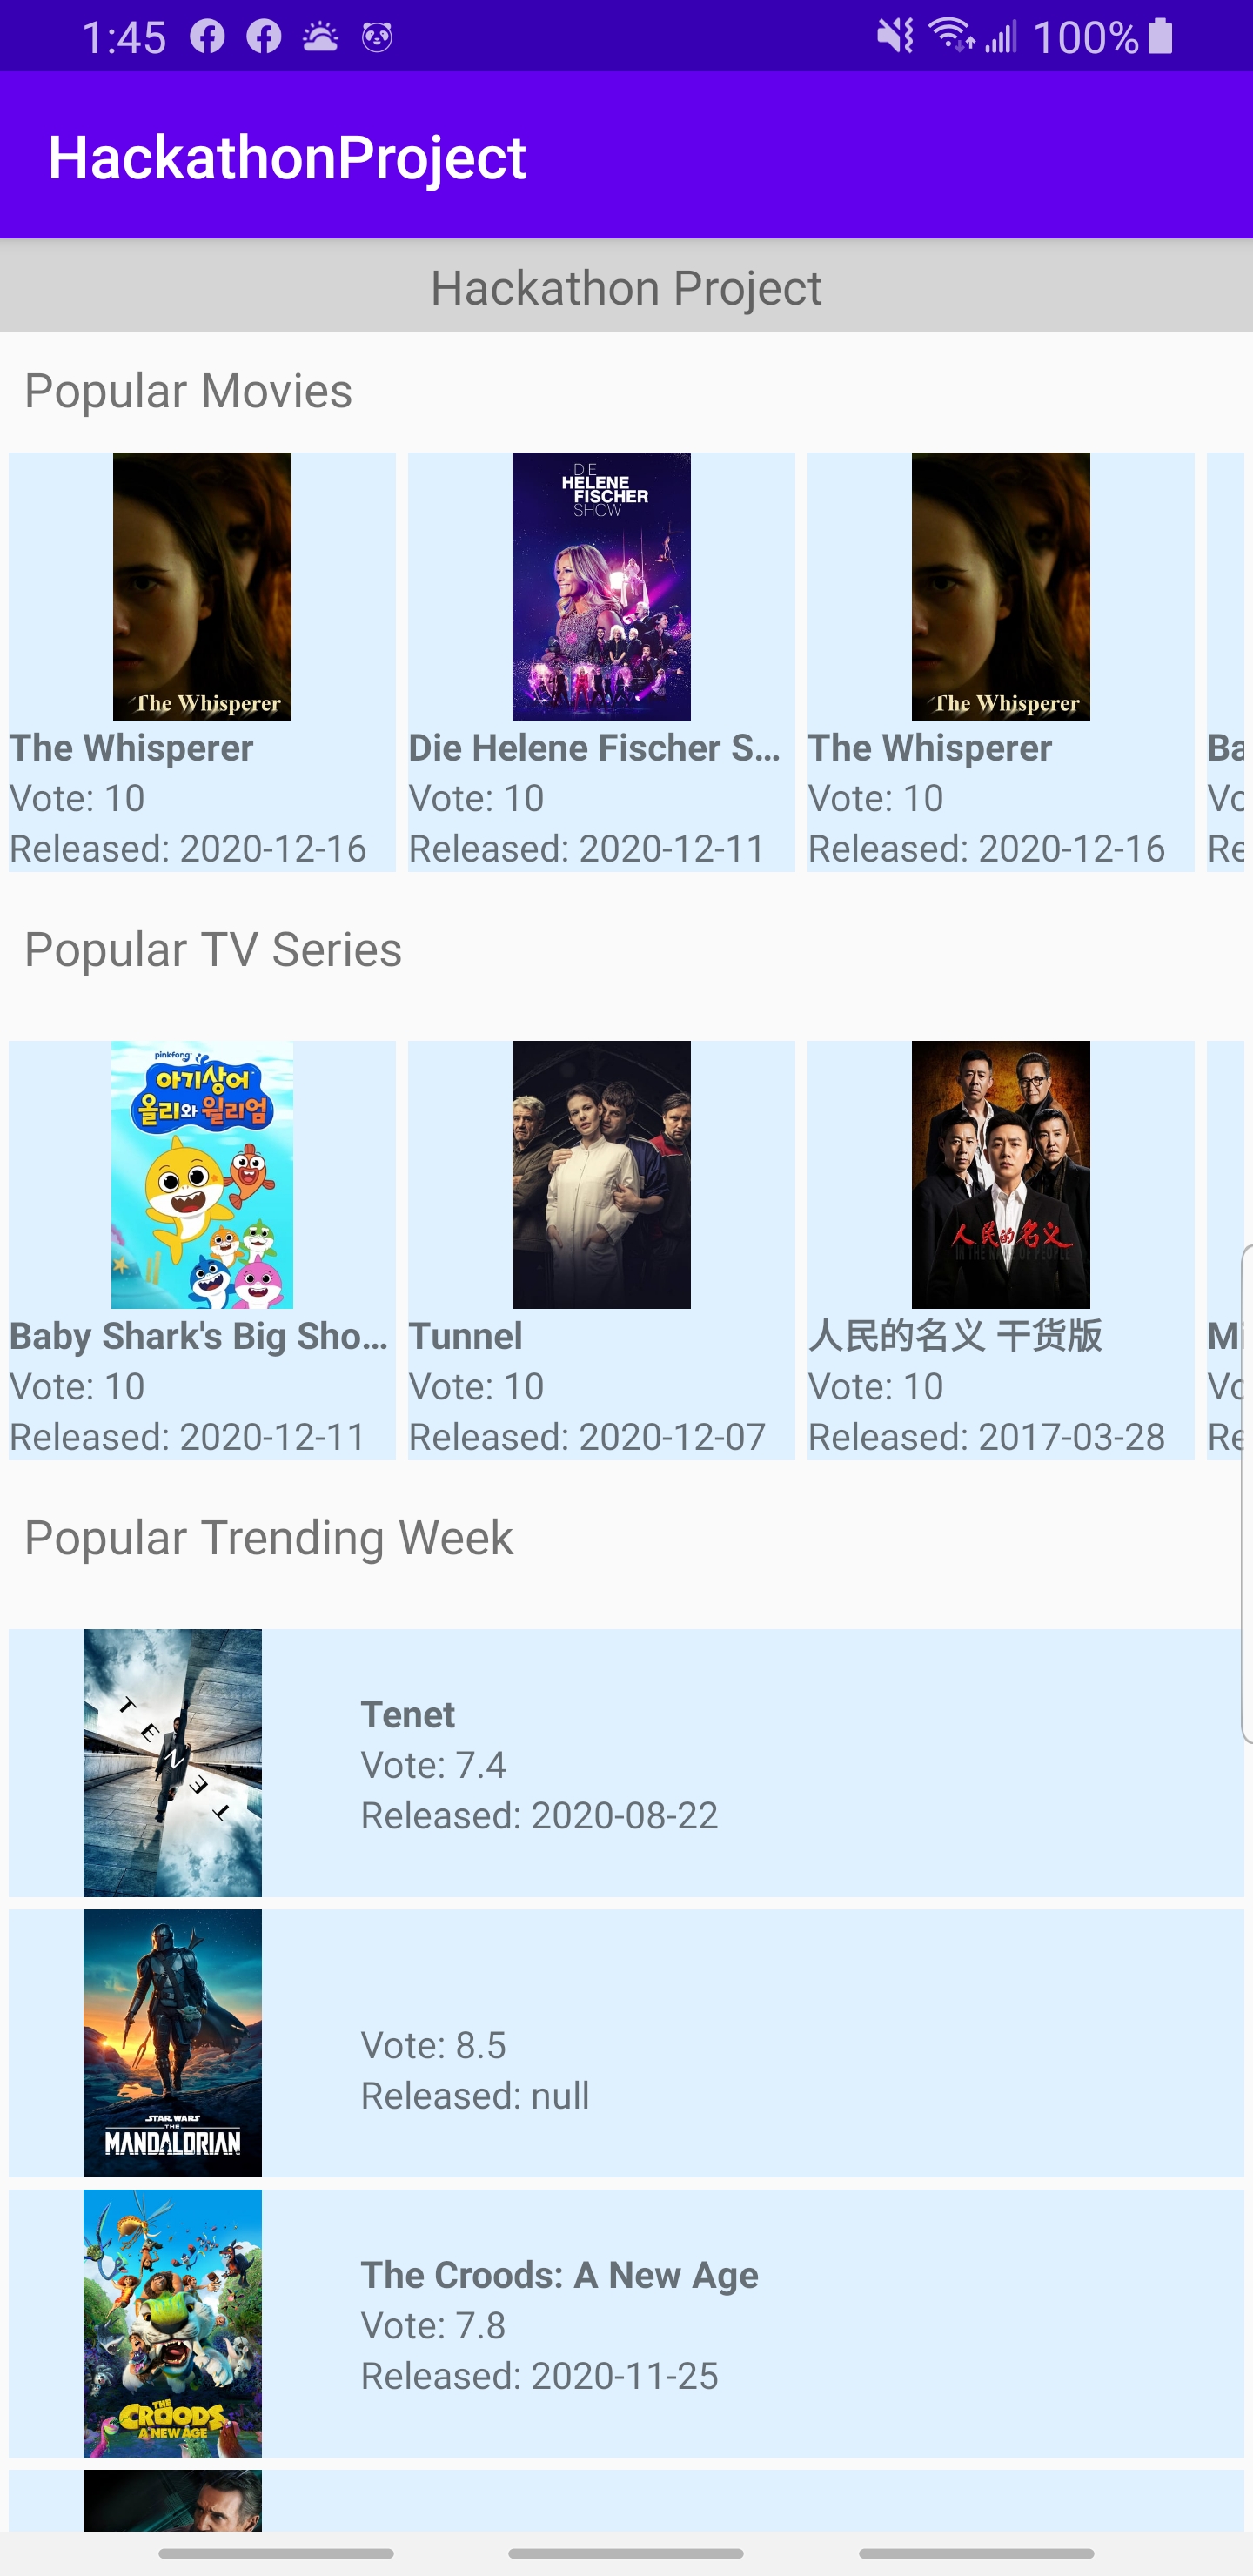 1:45
100%
HackathonProject
Hackathon Project
Popular Movies
DIE
HELENE
FISCHER
SHOW
The Whisperer
The Whisperer
The Whisperer
Die Helene Fischer S...
The Whisperer
Ba
Vote: 10
Vote: 10
Vote: 10
Vo
Released: 2020-12-16
Released: 2020-12-11
Released: 2020-12-16
Re
Popular TV Series
pinkfong
아기상어
올리와 윌리엄
人民的名义
IN THE NAME OF PEOPLE
Baby Shark's Big Sho...
Tunnel
人民的名义 干货版
Mi
Vote: 10
Vote: 10
Vote: 10
Vo
Released: 2020-12-11
Released: 2020-12-07
Released: 2017-03-28
Re
Popular Trending Week
TENET
Tenet
Vote: 7.4
Released: 2020-08-22
STAR WARS
THE
MANDALORIAN
Vote: 8.5
Released: null
THE
CROODS
A NEW AGE
The Croods: A New Age
Vote: 7.8
Released: 2020-11-25